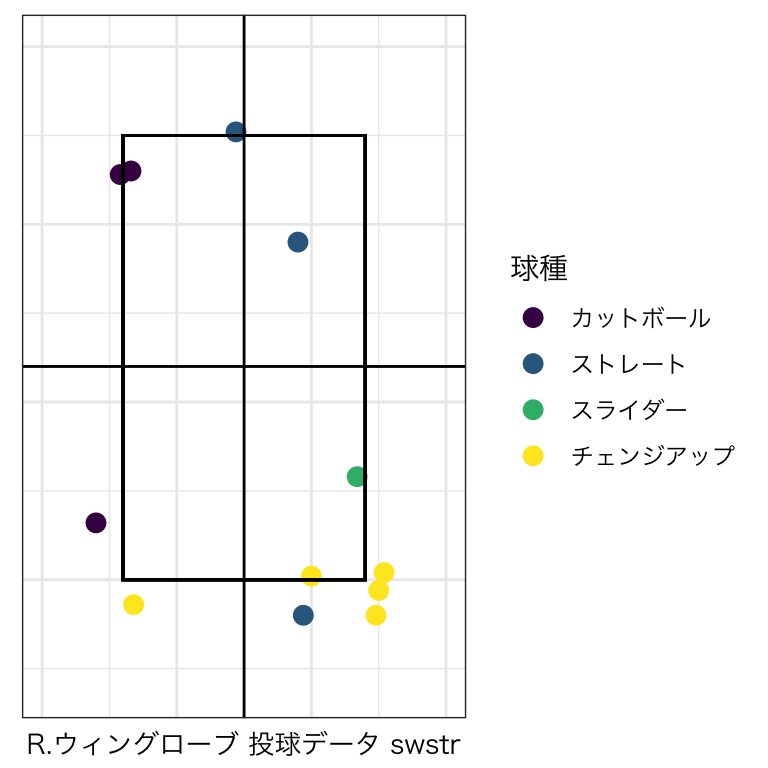 球種
カットボール
ストレート
スライダー
チェンジアップ
R.ウィングローブ 投球データ swstr